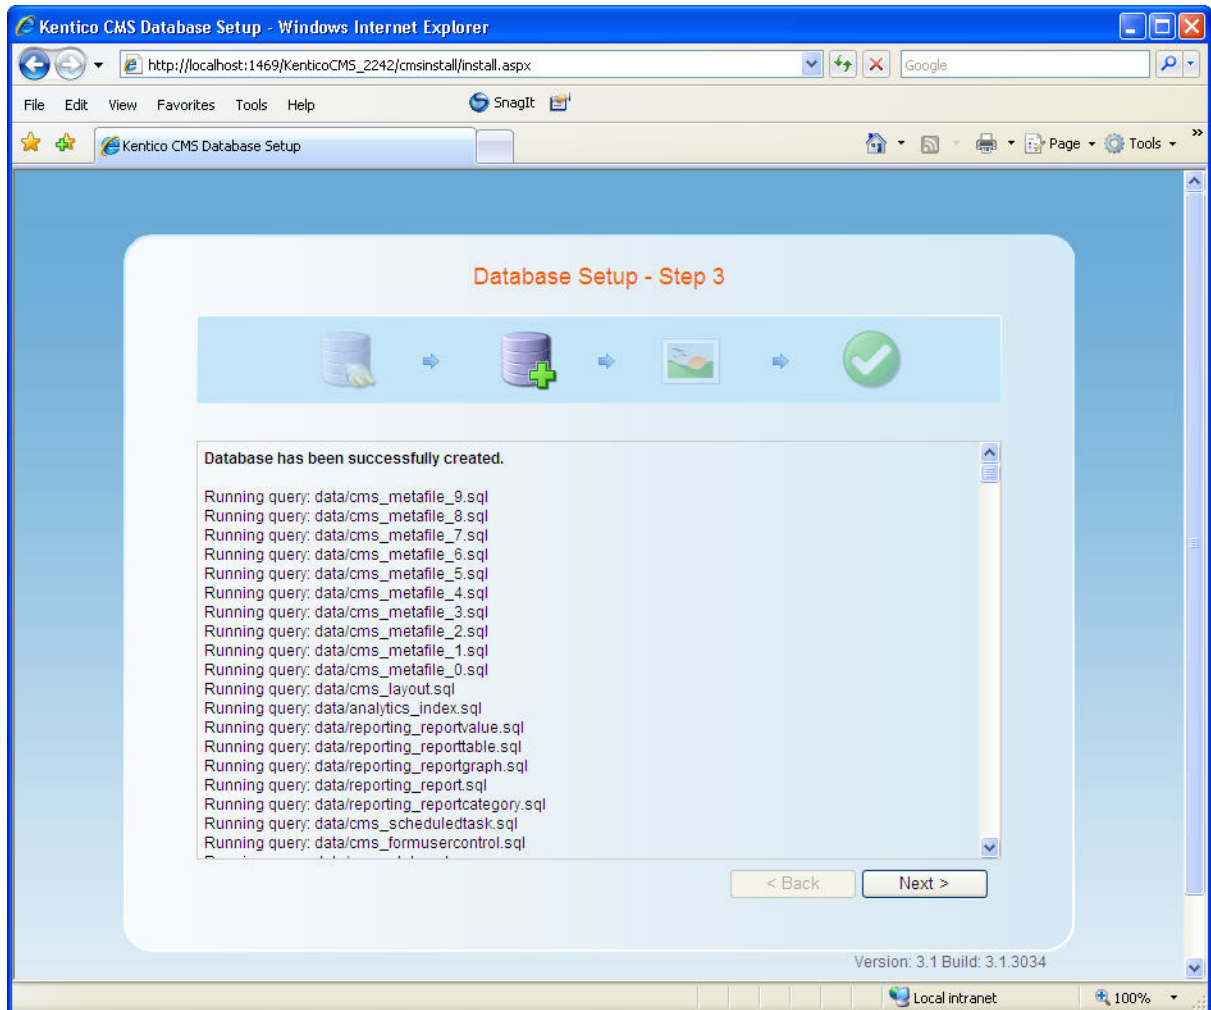 Kentico CMS Database Setup - Windows Internet Explorer
http://localhost:1469/KenticoCMS_2242/cmsinstall/install.aspx
Google
File Edit View Favorites Tools Help
SnagIt
Kentico CMS Database Setup
Page Tools
Database Setup - Step 3
Database has been successfully created.
Running query: data/cms_metafile_9.sql
Running query: data/cms_metafile_8.sql
Running query: data/cms_metafile_7.sql
Running query: data/cms_metafile_6.sql
Running query: data/cms_metafile_5.sql
Running query: data/cms_metafile_4.sql
Running query: data/cms_metafile_3.sql
Running query: data/cms_metafile_2.sql
Running query: data/cms_metafile_1.sql
Running query: data/cms_metafile_0.sql
Running query: data/cms_layout.sql
Running query: data/analytics_index.sql
Running query: data/reporting_reportvalue.sql
Running query: data/reporting_reporttable.sql
Running query: data/reporting_reportgraph.sql
Running query: data/reporting_report.sql
Running query: data/reporting_reportcategory.sql
Running query: data/cms_scheduledtask.sql
Running query: data/cms_formusercontrol.sql
< Back
Next >
Version: 3.1 Build: 3.1.3034
Local intranet
100%